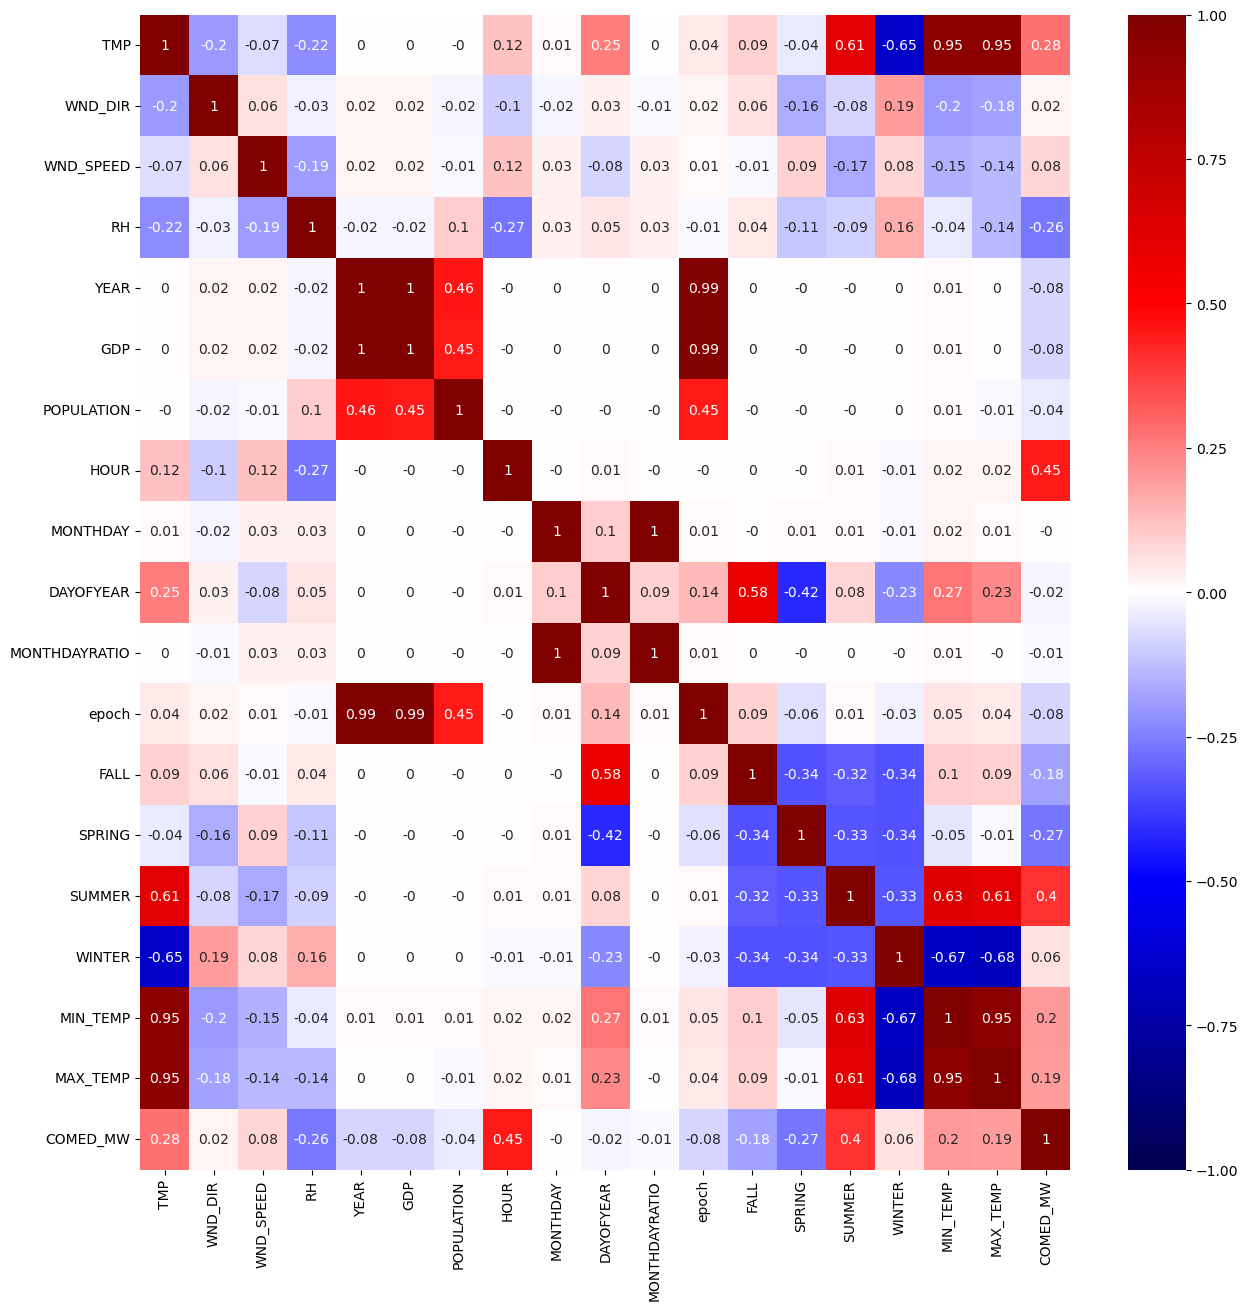 TMP 1 -0.2 -0.07 -0.22 0 0 -0 0.12 0.01 0.25 0 0.04 0.09 -0.04 0.61 -0.65 0.95 0.95 0.28
WND_DIR -0.2 1 0.06 -0.03 0.02 0.02 -0.02 -0.1 -0.02 0.03 -0.01 0.02 0.06 -0.16 -0.08 0.19 -0.2 -0.18 0.02
WND_SPEED -0.07 0.06 1 -0.19 0.02 0.02 -0.01 0.12 0.03 -0.08 0.03 0.01 -0.01 0.09 -0.17 0.08 -0.15 -0.14 0.08
RH -0.22 -0.03 -0.19 1 -0.02 -0.02 0.1 -0.27 0.03 0.05 0.03 -0.01 0.04 -0.11 -0.09 0.16 -0.04 -0.14 -0.26
YEAR 0 0.02 0.02 -0.02 1 1 0.46 -0 0 0 0 0.99 0 -0 -0 0 0.01 0 -0.08
GDP 0 0.02 0.02 -0.02 1 1 0.45 -0 0 0 0 0.99 0 -0 -0 0 0.01 0 -0.08
POPULATION -0 -0.02 -0.01 0.1 0.46 0.45 1 -0 -0 -0 -0 0.45 -0 -0 -0 0 0.01 -0.01 -0.04
HOUR 0.12 -0.1 0.12 -0.27 -0 -0 -0 1 -0 0.01 -0 -0 0 -0 0.01 -0.01 0.02 0.02 0.45
MONTHDAY 0.01 -0.02 0.03 0.03 0 0 -0 -0 1 0.1 1 0.01 -0 0.01 0.01 -0.01 0.02 0.01 -0
DAYOFYEAR 0.25 0.03 -0.08 0.05 0 0 -0 0.01 0.1 1 0.09 0.14 0.58 -0.42 0.08 -0.23 0.27 0.23 -0.02
MONTHDAYRATIO 0 -0.01 0.03 0.03 0 0 -0 -0 1 0.09 1 0.01 0 -0 0 -0 0.01 -0 -0.01
epoch 0.04 0.02 0.01 -0.01 0.99 0.99 0.45 -0 0.01 0.14 0.01 1 0.09 -0.06 0.01 -0.03 0.05 0.04 -0.08
FALL 0.09 0.06 -0.01 0.04 0 0 -0 0 -0 0.58 0 0.09 1 -0.34 -0.32 -0.34 0.1 0.09 -0.18
SPRING -0.04 -0.16 0.09 -0.11 -0 -0 -0 -0 0.01 -0.42 -0 -0.06 -0.34 1 -0.33 -0.34 -0.05 -0.01 -0.27
SUMMER 0.61 -0.08 -0.17 -0.09 -0 -0 -0 0.01 0.01 0.08 0 0.01 -0.32 -0.33 1 -0.33 0.63 0.61 0.4
WINTER -0.65 0.19 0.08 0.16 0 0 0 -0.01 -0.01 -0.23 -0 -0.03 -0.34 -0.34 -0.33 1 -0.67 -0.68 0.06
MIN_TEMP 0.95 -0.2 -0.15 -0.04 0.01 0.01 0.01 0.02 0.02 0.27 0.01 0.05 0.1 -0.05 0.63 -0.67 1 0.95 0.2
MAX_TEMP 0.95 -0.18 -0.14 -0.14 0 0 -0.01 0.02 0.01 0.23 -0 0.04 0.09 -0.01 0.61 -0.68 0.95 1 0.19
COMED_MW 0.28 0.02 0.08 -0.26 -0.08 -0.08 -0.04 0.45 -0 -0.02 -0.01 -0.08 -0.18 -0.27 0.4 0.06 0.2 0.19 1
TMP WND_DIR WND_SPEED RH YEAR GDP POPULATION HOUR MONTHDAY DAYOFYEAR MONTHDAYRATIO epoch FALL SPRING SUMMER WINTER MIN_TEMP MAX_TEMP COMED_MW
1.00
0.75
0.50
0.25
0.00
−0.25
−0.50
−0.75
−1.00